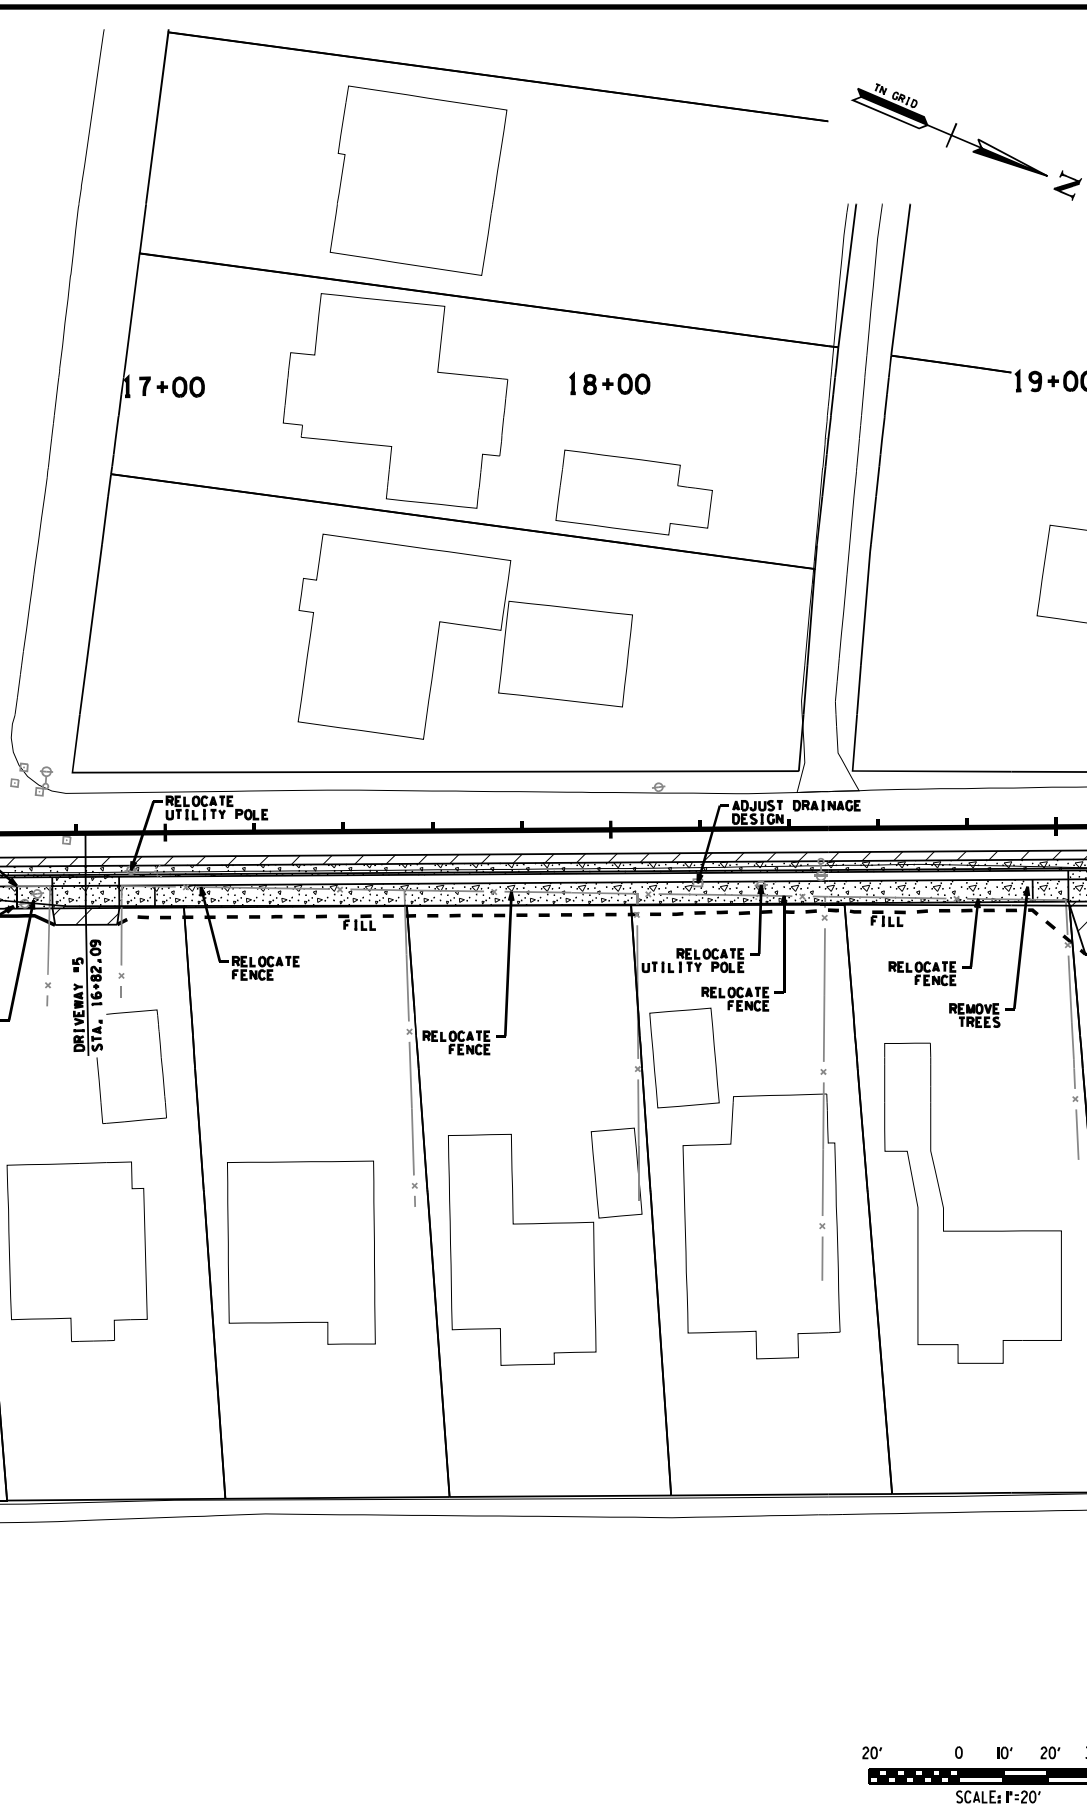 TN GRID
N
17+00
18+00
19+00
RELOCATE
UTILITY POLE
ADJUST DRAINAGE
DESIGN
FILL
FILL
RELOCATE
FENCE
RELOCATE
UTILITY POLE
RELOCATE
FENCE
RELOCATE
FENCE
REMOVE
TREES
RELOCATE
FENCE
DRIVEWAY #5
STA. 16+82.09
20' 0 10' 20'
SCALE: 1"=20'